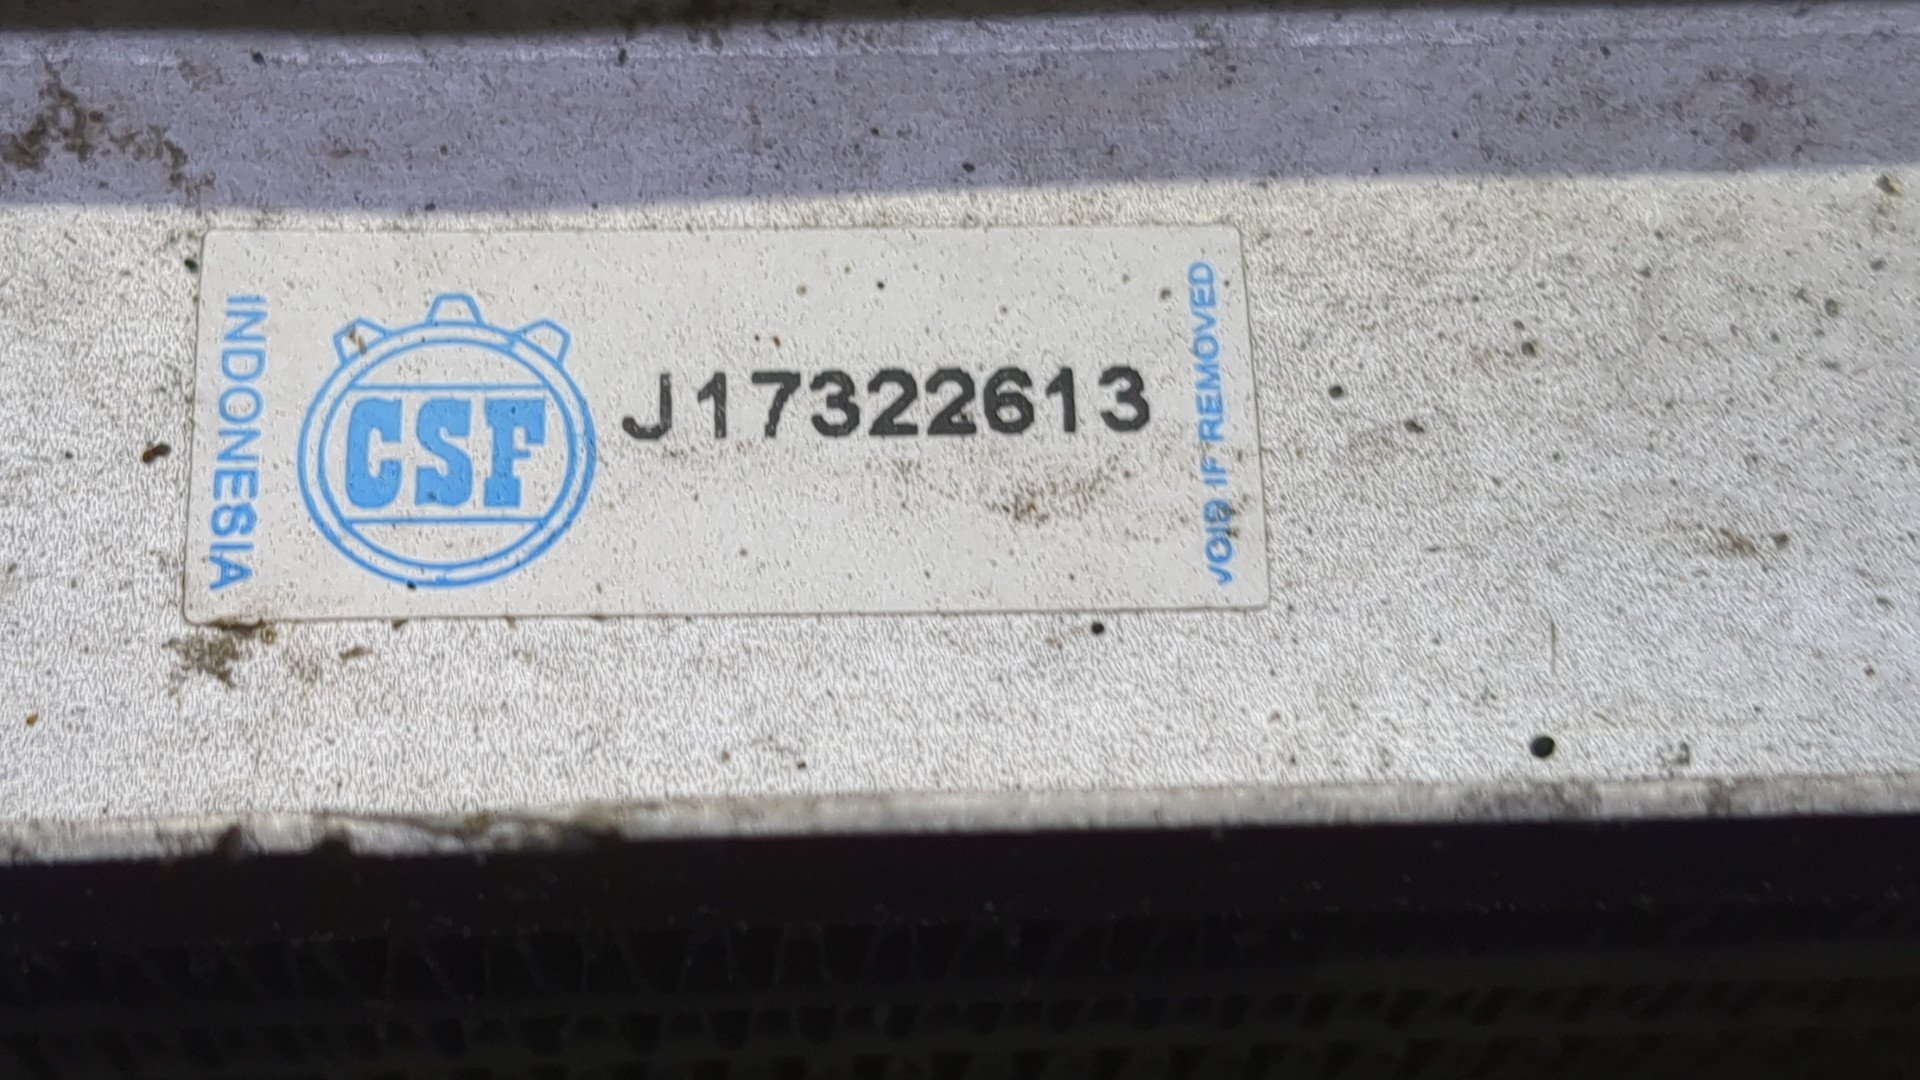 INDONESIA
CSF
J17322613
VOID IF REMOVED